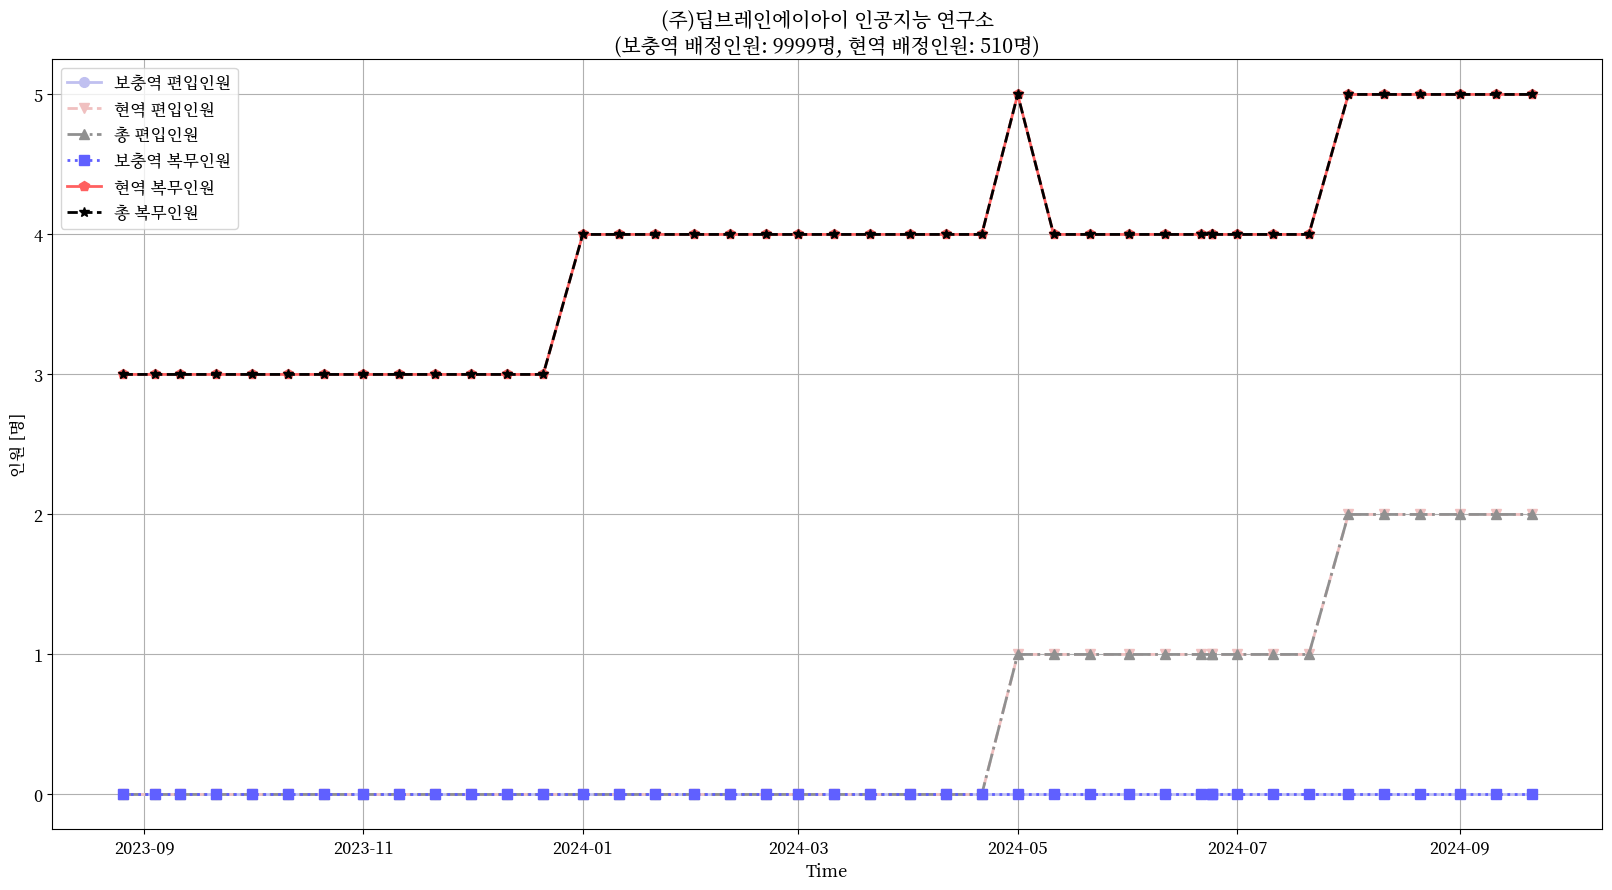 (주)딥브레인에이아이 인공지능 연구소
(보충역 배정인원: 9999명, 현역 배정인원: 510명)
보충역 편입인원
현역 편입인원
총 편입인원
보충역 복무인원
현역 복무인원
총 복무인원
인원 [명]
5
4
3
2
1
0
2023-09
2023-11
2024-01
2024-03
2024-05
2024-07
2024-09
Time